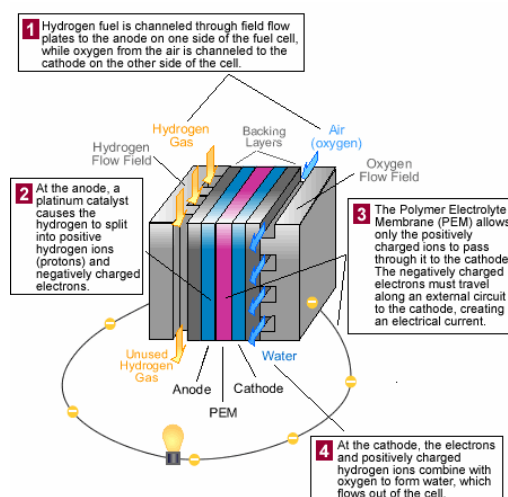 1 Hydrogen fuel is channeled through field flow
plates to the anode on one side of the fuel cell,
while oxygen from the air is channeled to the
cathode on the other side of the cell.
Hydrogen
Gas
Backing
Layers
Air
(oxygen)
Hydrogen
Flow Field
Oxygen
Flow Field
2 At the anode, a
platinum catalyst
causes the
hydrogen to split
into positive
hydrogen ions
(protons) and
negatively charged
electrons.
3 The Polymer Electrolyte
Membrane (PEM) allows
only the positively
charged ions to pass
through it to the cathode.
The negatively charged
electrons must travel
along an external circuit
to the cathode, creating
an electrical current.
Unused
Hydrogen
Gas
Water
Anode
Cathode
PEM
4 At the cathode, the electrons
and positively charged
hydrogen ions combine with
oxygen to form water, which
flows out of the cell.